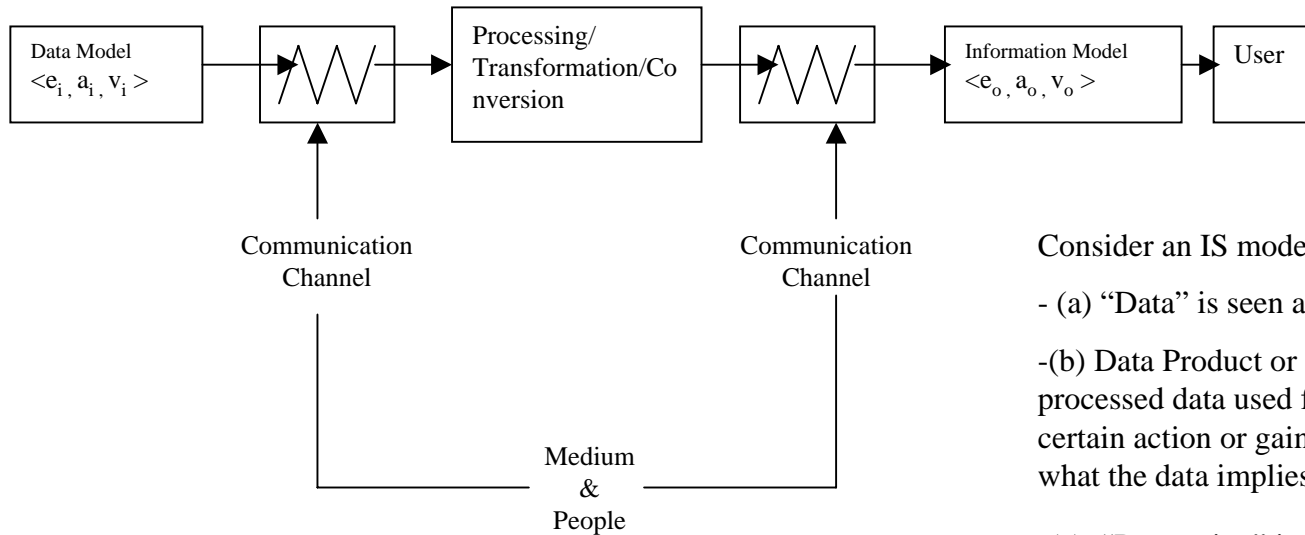 Data Model
<e_i , a_i, v_i >
Processing/
Transformation/Co
nversion
Information Model
<e_o , a_o, v_o >
User
Communication
Channel
Communication
Channel
Medium
&
People
Consider an IS mode
- (a) “Data” is seen a
-(b) Data Product or
processed data used f
certain action or gain
what the data implies